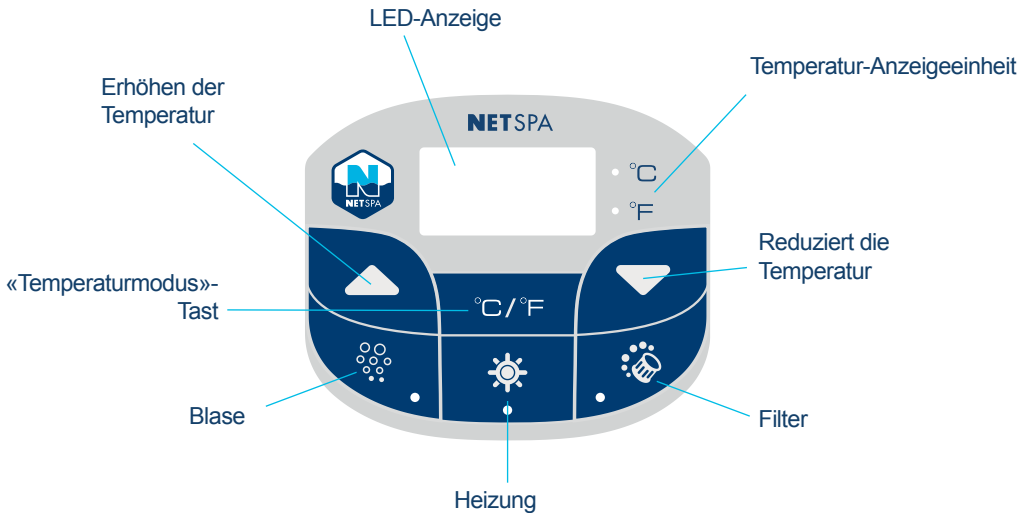 LED-Anzeige
Erhöhen der
Temperatur
Temperatur-Anzeigeeinheit
NETSPA
°C
N
NETSPA
°F
Reduziert die
Temperatur
«Temperaturmodus»-
Tast
°C/°F
Blase
Filter
Heizung